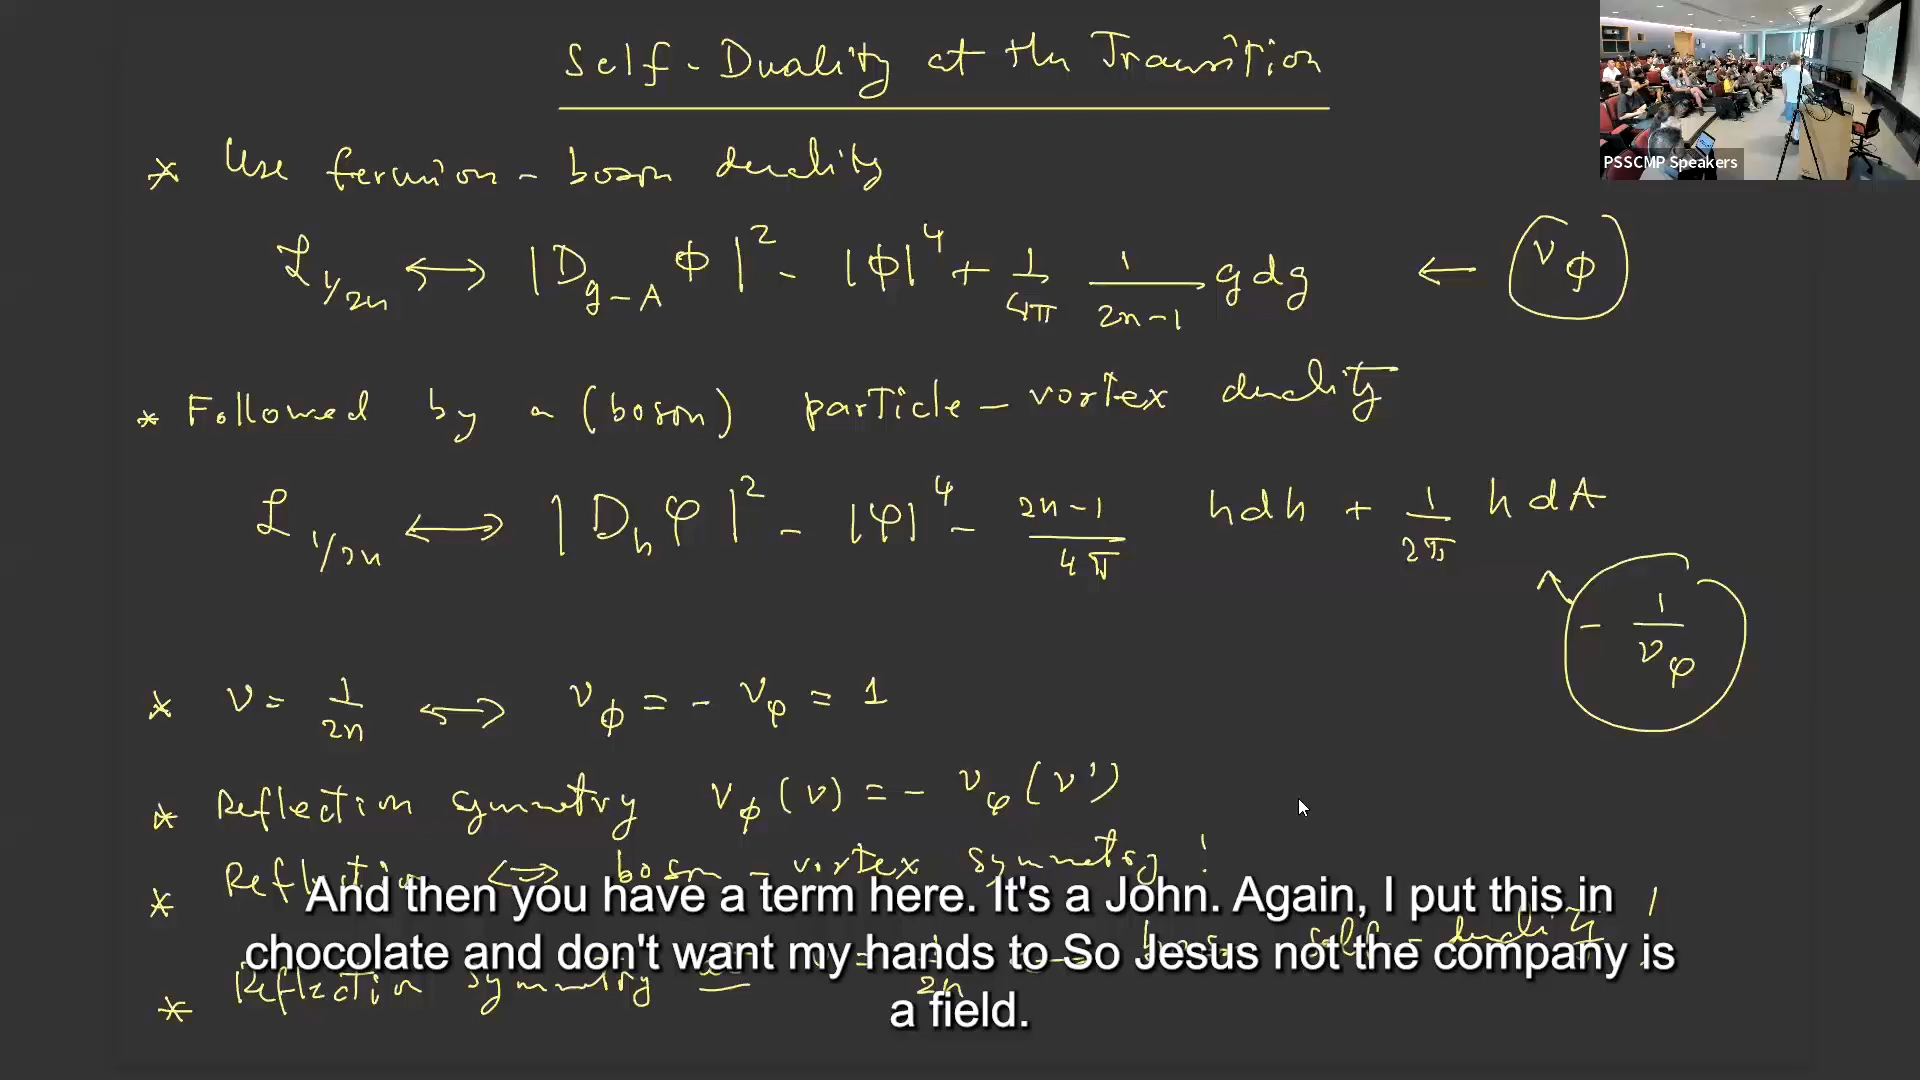 Self-Duality at the Transition
PSSCMP Speakers
* Use fermion - boson duality
ℒ_{1/2n} ⟷ |D_{g-A} ϕ|² - |ϕ|⁴ + 1/4π 1/(2n-1) g d g ← ν_ϕ
* Followed by a (boson) particle - vortex duality
ℒ_{1/2n} ⟷ |D_h φ|² - |φ|⁴ - (2n-1)/4π h d h + 1/2π h d A
- 1/ν_φ
* ν = 1/2n ⟷ ν_ϕ = - ν_φ = 1
* Reflection symmetry ν_ϕ(ν) = - ν_φ(ν')
* Reflection ⟺ boson - vortex symmetry !
* Reflection symmetry 2n self - duality !
And then you have a term here. It's a John. Again, I put this in
chocolate and don't want my hands to So Jesus not the company is
a field.